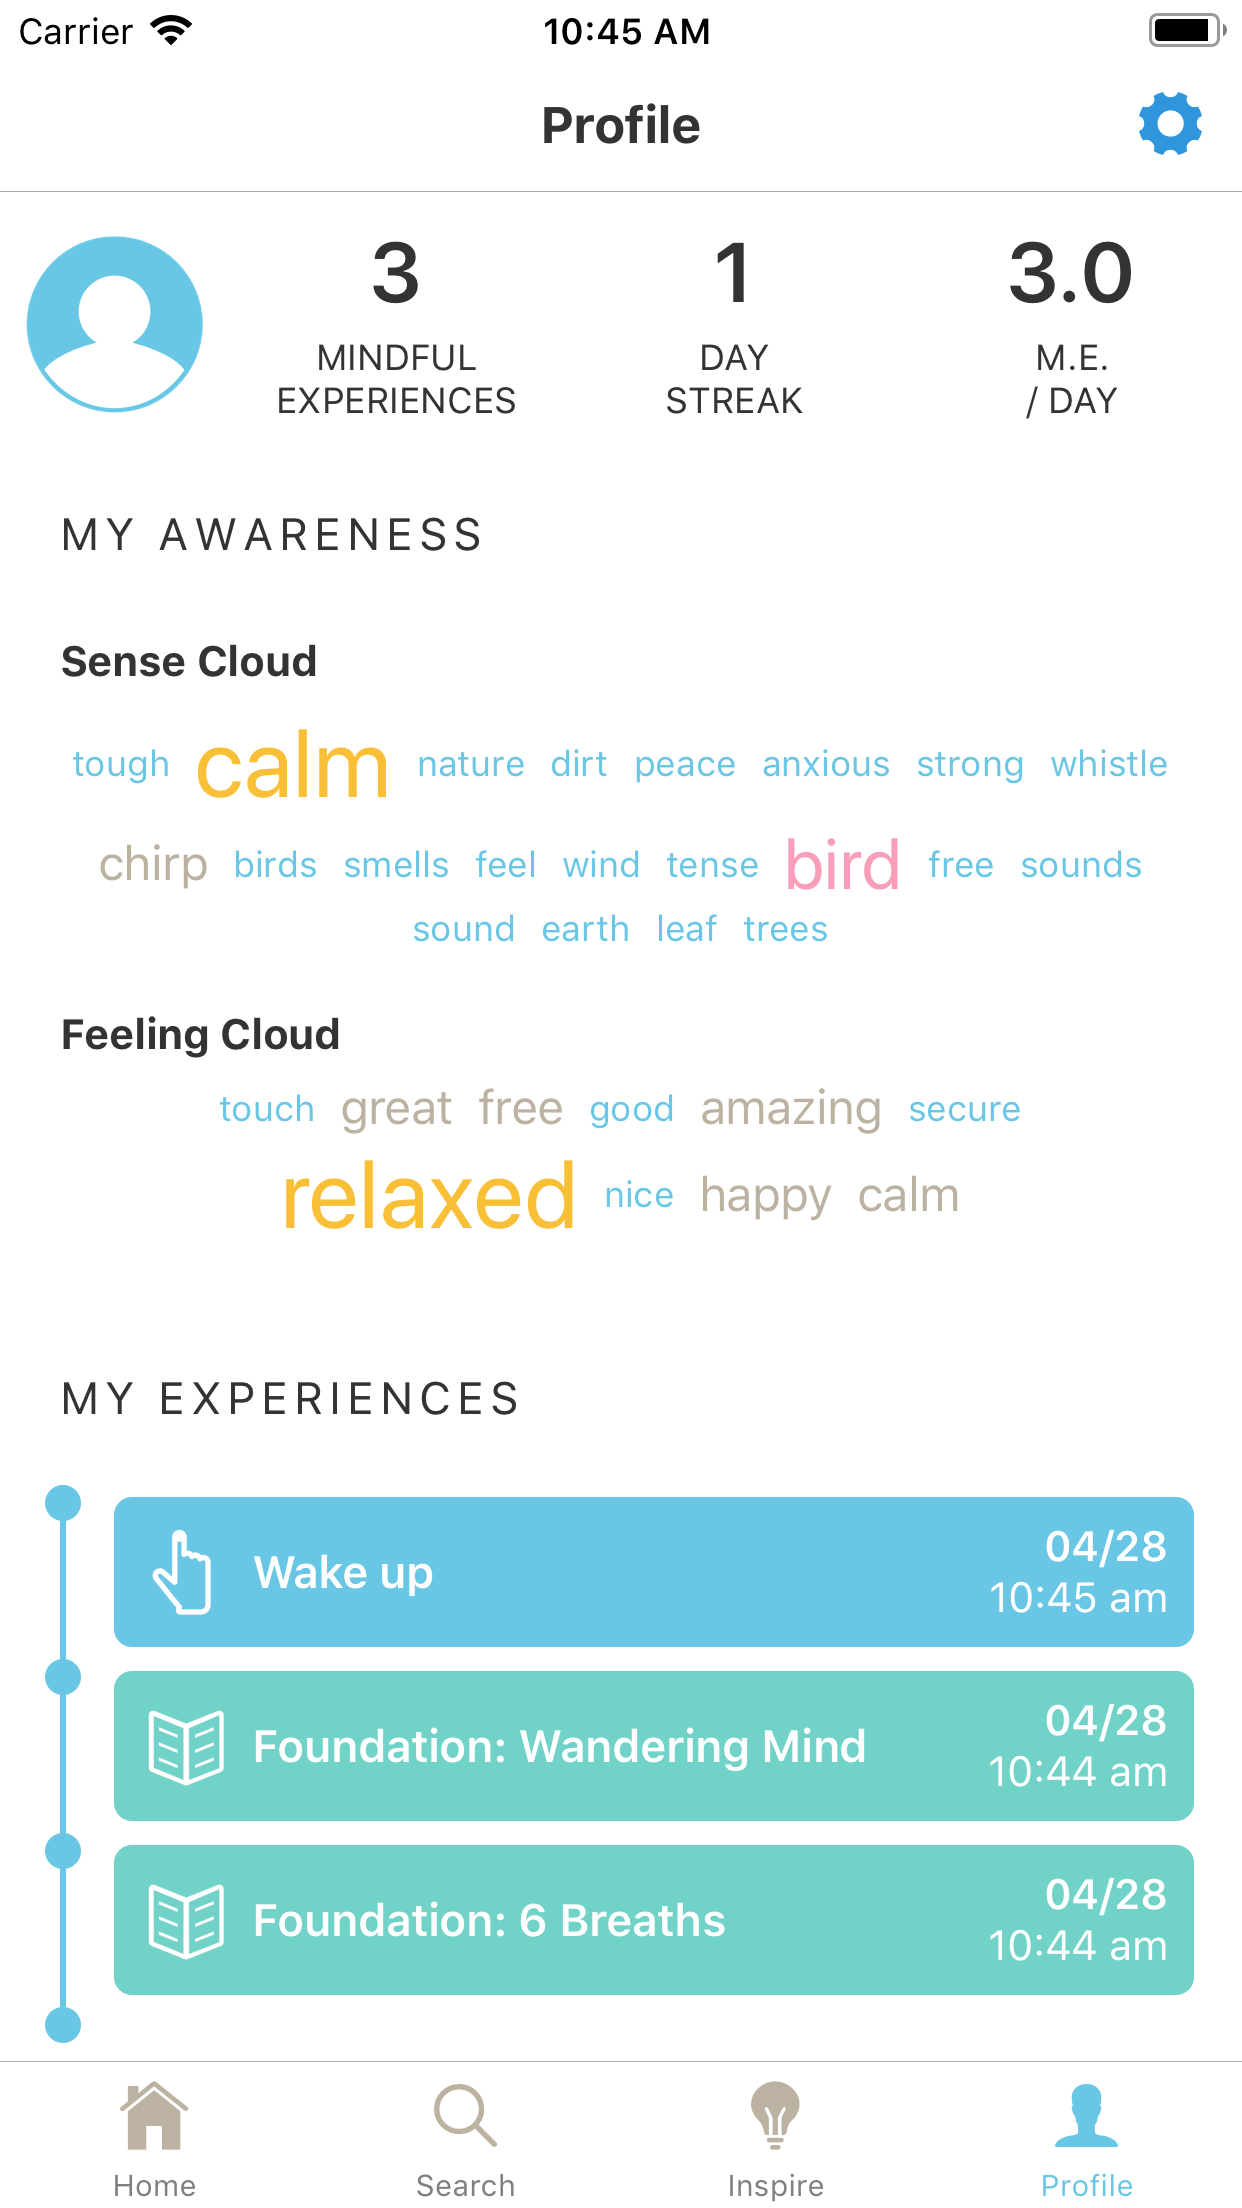 Carrier 10:45 AM
Profile
3 1 3.0
MINDFUL EXPERIENCES DAY STREAK M.E. / DAY
MY AWARENESS
Sense Cloud
tough calm nature dirt peace anxious strong whistle
chirp birds smells feel wind tense bird free sounds
sound earth leaf trees
Feeling Cloud
touch great free good amazing secure
relaxed nice happy calm
MY EXPERIENCES
Wake up
04/28
10:45 am
Foundation: Wandering Mind
04/28
10:44 am
Foundation: 6 Breaths
04/28
10:44 am
Home Search Inspire Profile